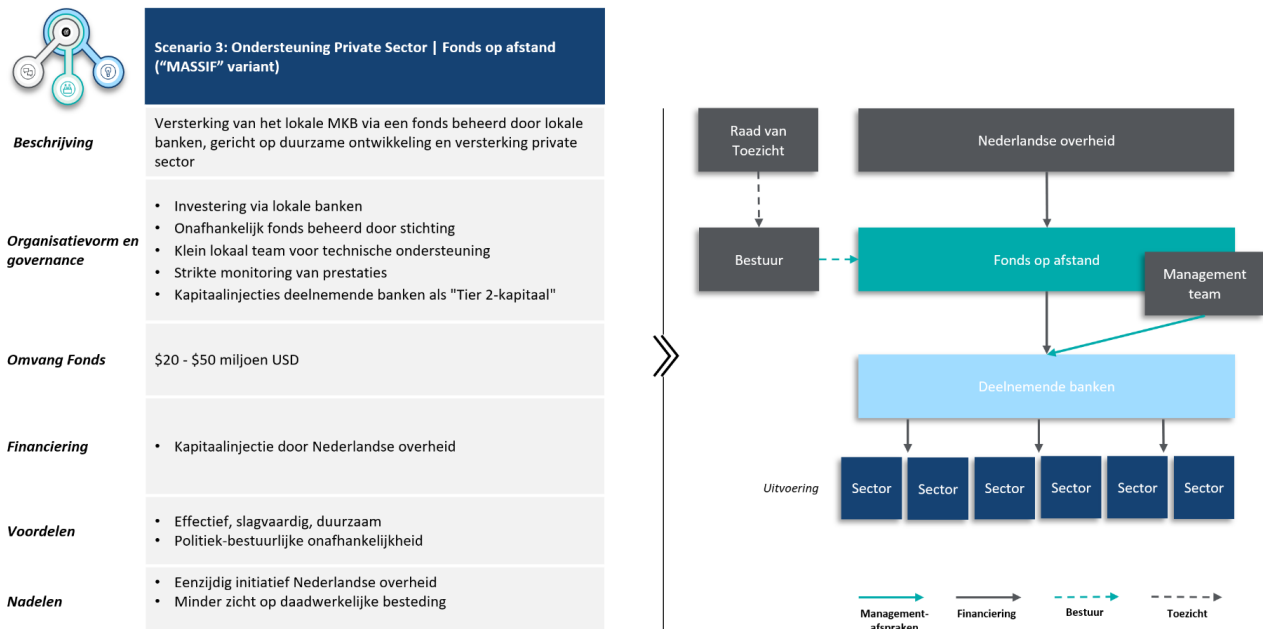 Scenario 3: Ondersteuning Private Sector | Fonds op afstand
(“MASSIF” variant)
Beschrijving
Versterking van het lokale MKB via een fonds beheerd door lokale
banken, gericht op duurzame ontwikkeling en versterking private
sector
Organisatievorm en
governance
• Investering via lokale banken
• Onafhankelijk fonds beheerd door stichting
• Klein lokaal team voor technische ondersteuning
• Strikte monitoring van prestaties
• Kapitaalinjecties deelnemende banken als "Tier 2-kapitaal"
Omvang Fonds
$20 - $50 miljoen USD
Financiering
• Kapitaalinjectie door Nederlandse overheid
Voordelen
• Effectief, slagvaardig, duurzaam
• Politiek-bestuurlijke onafhankelijkheid
Nadelen
• Eenzijdig initiatief Nederlandse overheid
• Minder zicht op daadwerkelijke besteding
Raad van
Toezicht
Nederlandse overheid
Bestuur
Fonds op afstand
Management
team
Deelnemende banken
Uitvoering
Sector
Sector
Sector
Sector
Sector
Sector
Management-
afspraken
Financiering
Bestuur
Toezicht